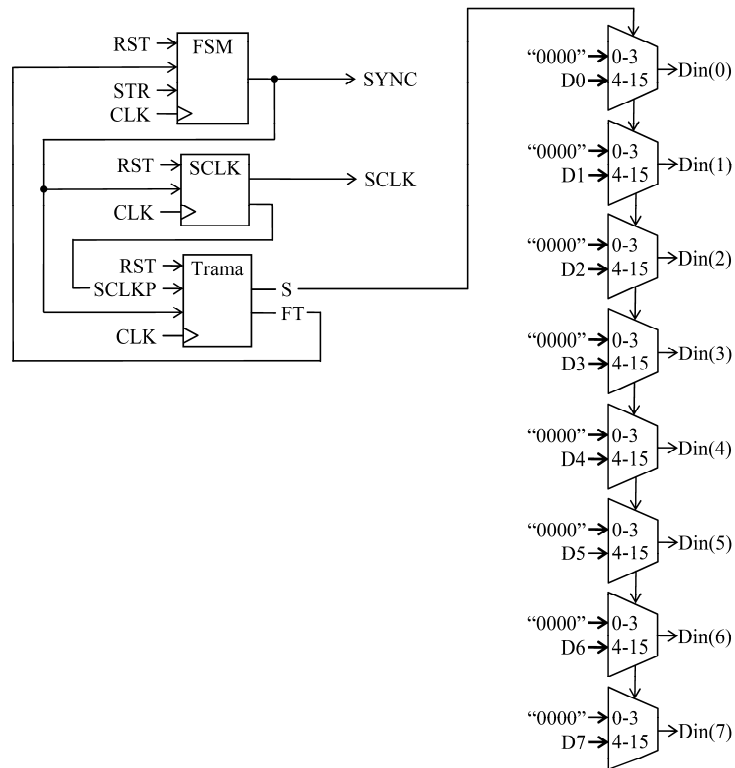 RST
FSM
STR
CLK
SYNC
RST
SCLK
CLK
SCLK
RST
Trama
SCLKP
S
FT
CLK
“0000” 0-3
D0 4-15
Din(0)
“0000” 0-3
D1 4-15
Din(1)
“0000” 0-3
D2 4-15
Din(2)
“0000” 0-3
D3 4-15
Din(3)
“0000” 0-3
D4 4-15
Din(4)
“0000” 0-3
D5 4-15
Din(5)
“0000” 0-3
D6 4-15
Din(6)
“0000” 0-3
D7 4-15
Din(7)